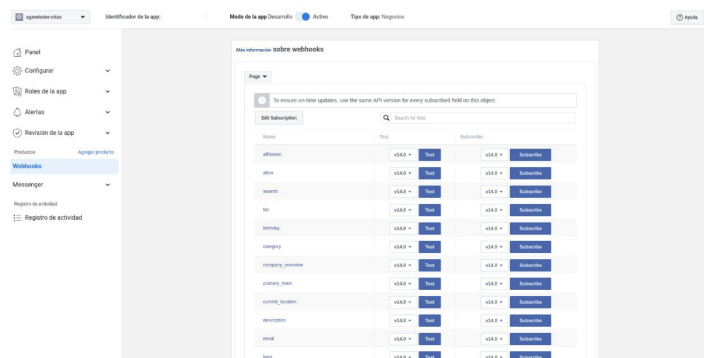 agendador-citas
Identificador de la app:
Modo de la app Desarrollo Activo
Tipo de app: Negocios
Ayuda
Panel
Configurar
Roles de la app
Alertas
Revisión de la app
Productos Agregar producto
Webhooks
Messenger
Registro de actividad
Registro de actividad
Más información sobre webhooks
Page
To ensure on-time updates, use the same API version for every subscribed field on this object.
Edit Subscription Search for field
Name Test Subscribe
affiliation v14.0 Test v14.0 Subscribe
attire v14.0 Test v14.0 Subscribe
awards v14.0 Test v14.0 Subscribe
bio v14.0 Test v14.0 Subscribe
birthday v14.0 Test v14.0 Subscribe
category v14.0 Test v14.0 Subscribe
company_overview v14.0 Test v14.0 Subscribe
culinary_team v14.0 Test v14.0 Subscribe
current_location v14.0 Test v14.0 Subscribe
description v14.0 Test v14.0 Subscribe
email v14.0 Test v14.0 Subscribe
v14.0 Test v14.0 Subscribe